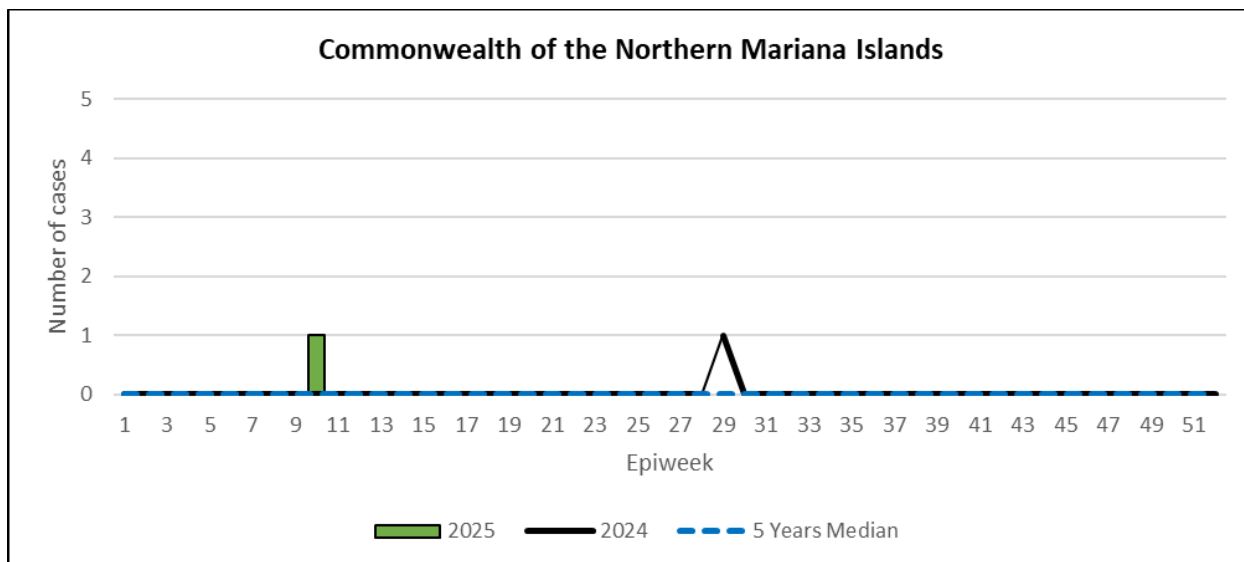 Commonwealth of the Northern Mariana Islands
Number of cases
5
4
3
2
1
0
1 3 5 7 9 11 13 15 17 19 21 23 25 27 29 31 33 35 37 39 41 43 45 47 49 51
Epiweek
2025 2024 5 Years Median